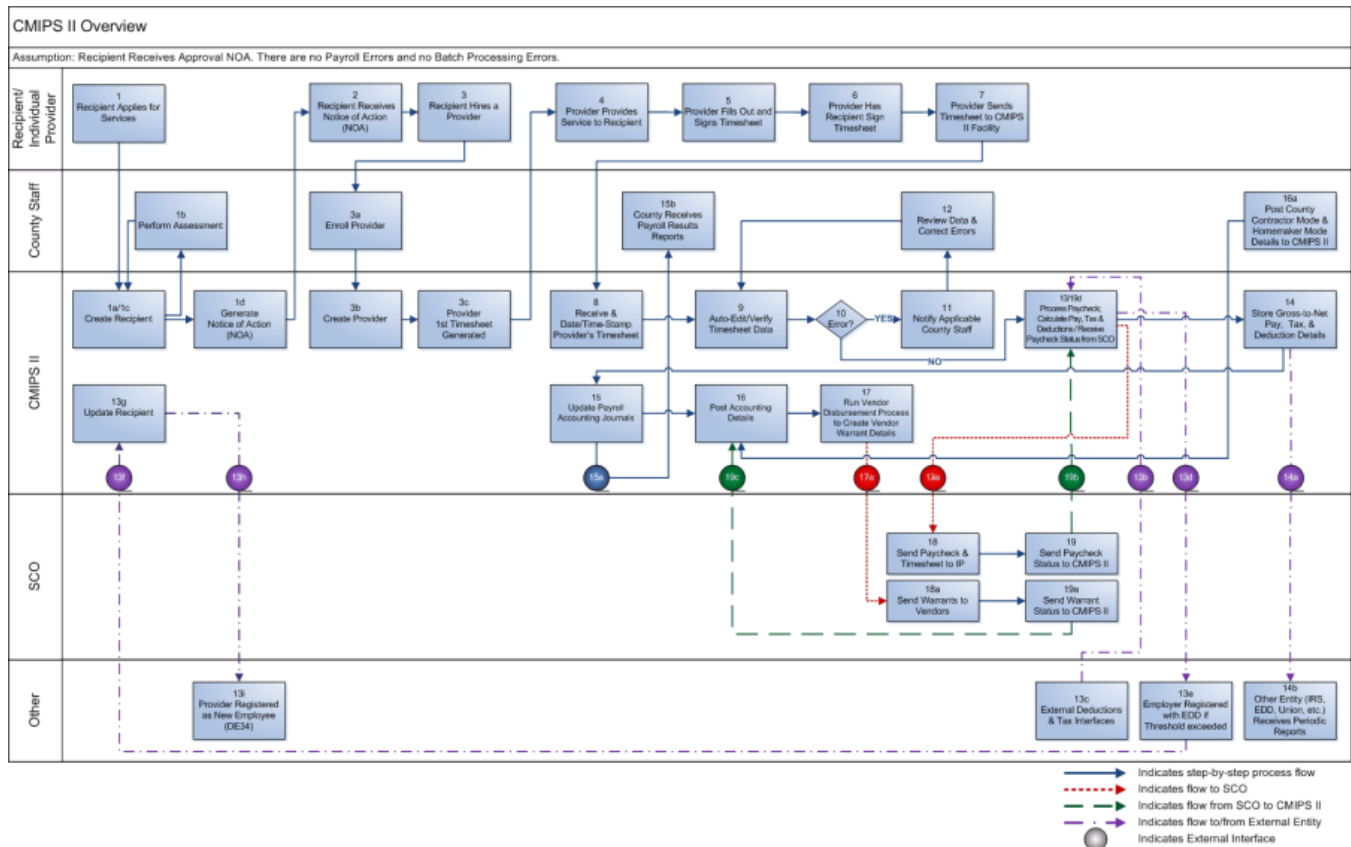 CMIPS II Overview
Assumption: Recipient Receives Approval NOA. There are no Payroll Errors and no Batch Processing Errors.
Recipient/
Individual
Provider
1
Recipient Applies for
Services
2
Recipient Receives
Notice of Action
(NOA)
3
Recipient Hires a
Provider
4
Provider Provides
Service to Recipient
5
Provider Fills Out and
Signs Timesheet
6
Provider Has
Recipient Sign
Timesheet
7
Provider Sends
Timesheet to CMIPS
II Facility
County Staff
1b
Perform Assessment
3a
Enroll Provider
15b
County Receives
Payroll Results
Reports
12
Review Data &
Correct Errors
16a
Post County
Contractor Mode &
Homemaker Mode
Details to CMIPS II
CMIPS II
1a/1c
Create Recipient
1d
Generate
Notice of Action
(NOA)
3b
Create Provider
3c
Provider
1st Timesheet
Generated
8
Receive &
Date/Time-Stamp
Provider's Timesheet
9
Auto-Edit/Verify
Timesheet Data
10
Error?
YES
NO
11
Notify Applicable
County Staff
13/19d
Process Paycheck;
Calculate Pay, Tax &
Deductions / Receive
Paycheck Status from SCO
14
Store Gross-to-Net
Pay, Tax, &
Deduction Details
13g
Update Recipient
15
Update Payroll
Accounting Journals
16
Post Accounting
Details
17
Run Vendor
Disbursement Process
to Create Vendor
Warrant Details
13f
13h
15a
19c
17a
13a
19b
13b
13d
14a
SCO
18
Send Paycheck &
Timesheet to IP
19
Send Paycheck
Status to CMIPS II
18a
Send Warrants to
Vendors
19a
Send Warrant
Status to CMIPS II
Other
13i
Provider Registered
as New Employee
(DE34)
13c
External Deductions
& Tax Interfaces
13e
Employer Registered
with EDD if
Threshold exceeded
14b
Other Entity (IRS,
EDD, Union, etc.)
Receives Periodic
Reports
Indicates step-by-step process flow
Indicates flow to SCO
Indicates flow from SCO to CMIPS II
Indicates flow to/from External Entity
Indicates External Interface